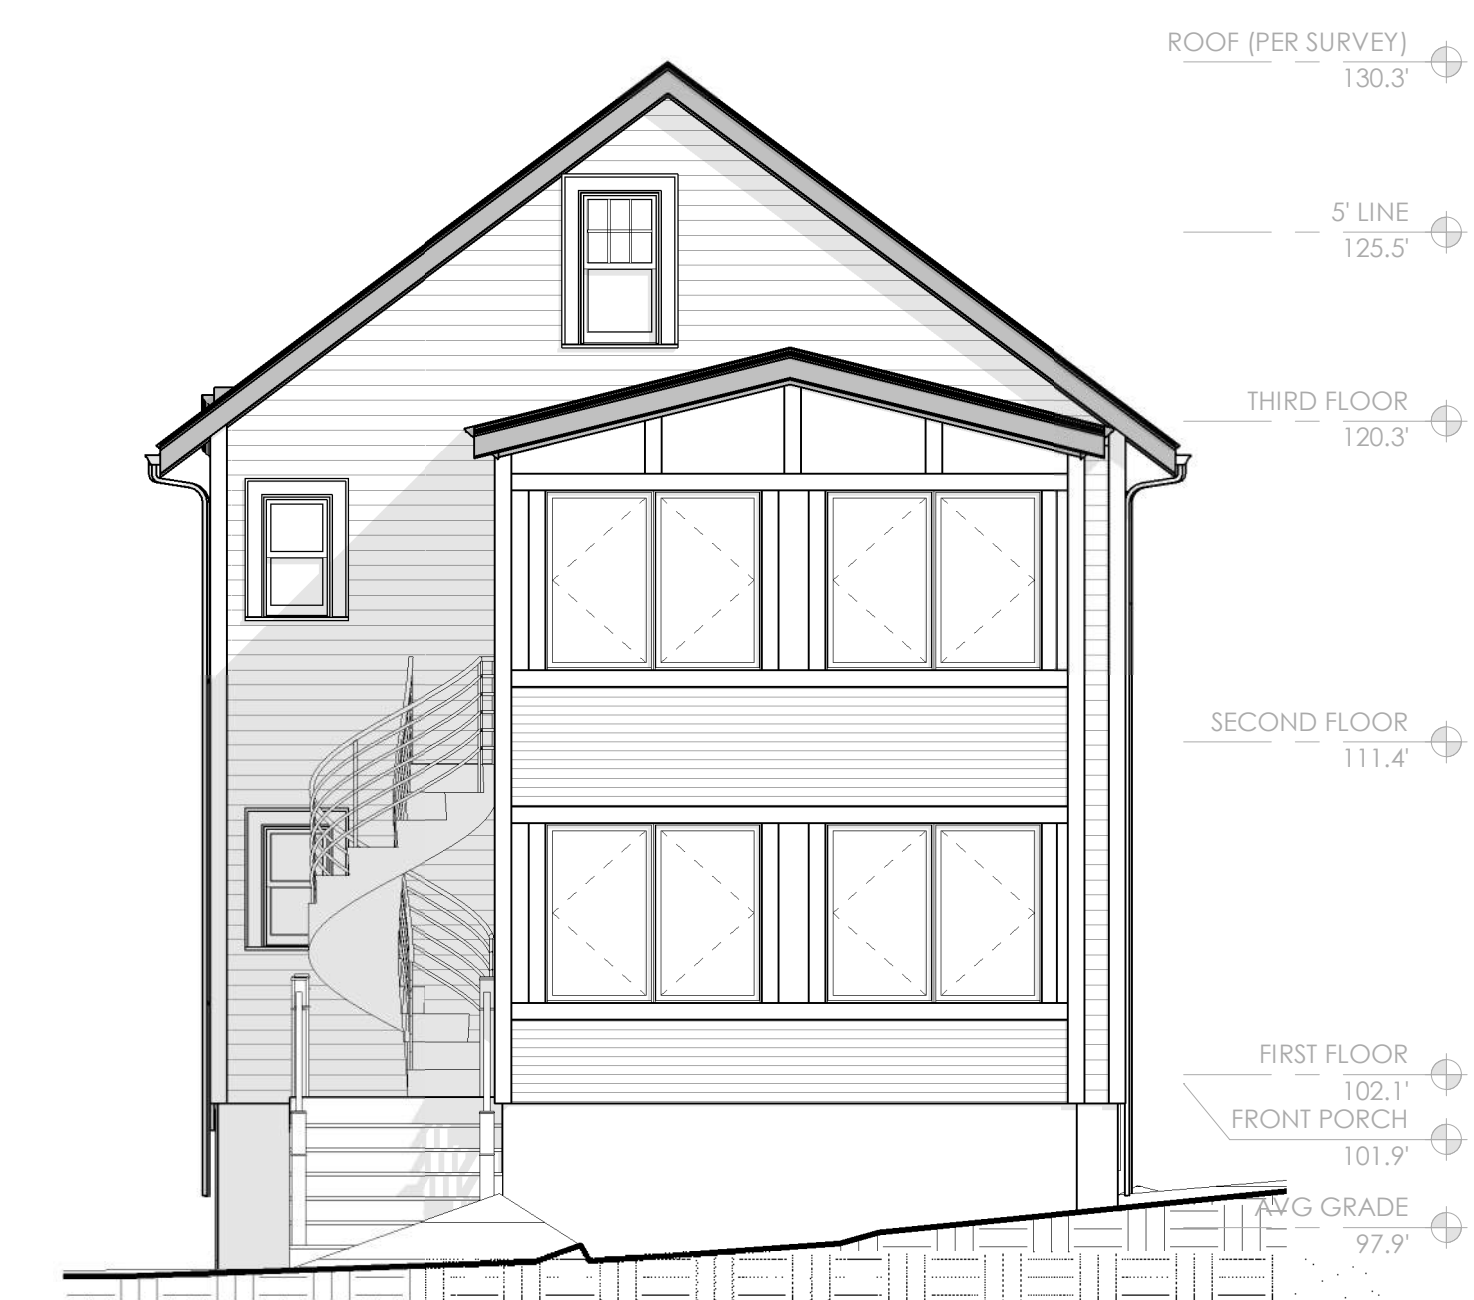 ROOF (PER SURVEY)
130.3'
5' LINE
125.5'
THIRD FLOOR
120.3'
SECOND FLOOR
111.4'
FIRST FLOOR
102.1'
FRONT PORCH
101.9'
AVG GRADE
97.9'